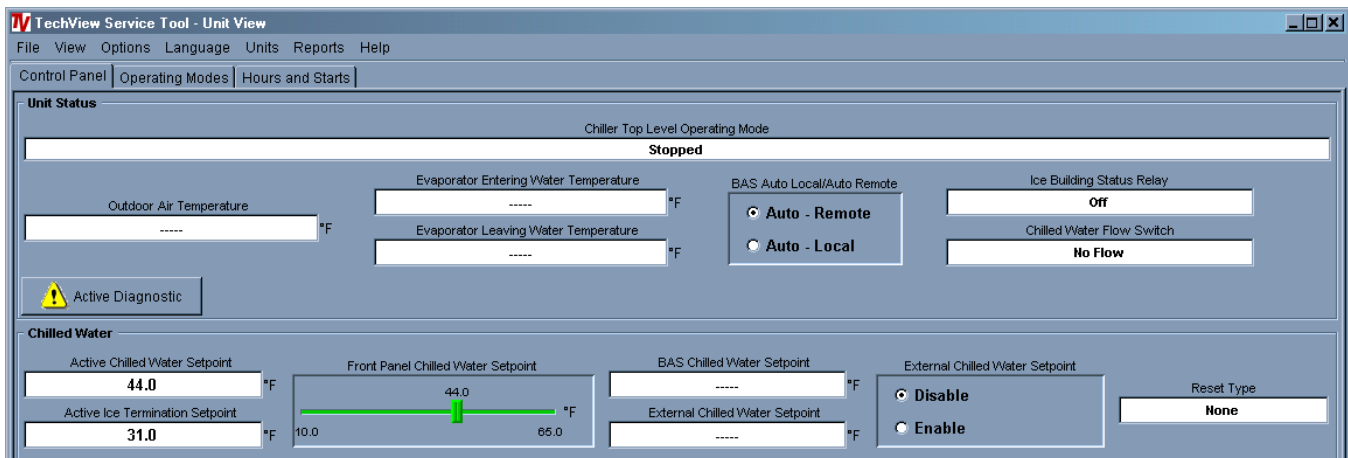 TV TechView Service Tool - Unit View
File View Options Language Units Reports Help
Control Panel Operating Modes Hours and Starts
Unit Status
Chiller Top Level Operating Mode
Stopped
Outdoor Air Temperature
----- °F
Evaporator Entering Water Temperature
----- °F
Evaporator Leaving Water Temperature
----- °F
BAS Auto Local/Auto Remote
Auto - Remote
Auto - Local
Ice Building Status Relay
Off
Chilled Water Flow Switch
No Flow
! Active Diagnostic
Chilled Water
Active Chilled Water Setpoint
44.0 °F
Active Ice Termination Setpoint
31.0 °F
Front Panel Chilled Water Setpoint
44.0
°F
10.0 65.0
BAS Chilled Water Setpoint
----- °F
External Chilled Water Setpoint
----- °F
External Chilled Water Setpoint
Disable
Enable
Reset Type
None